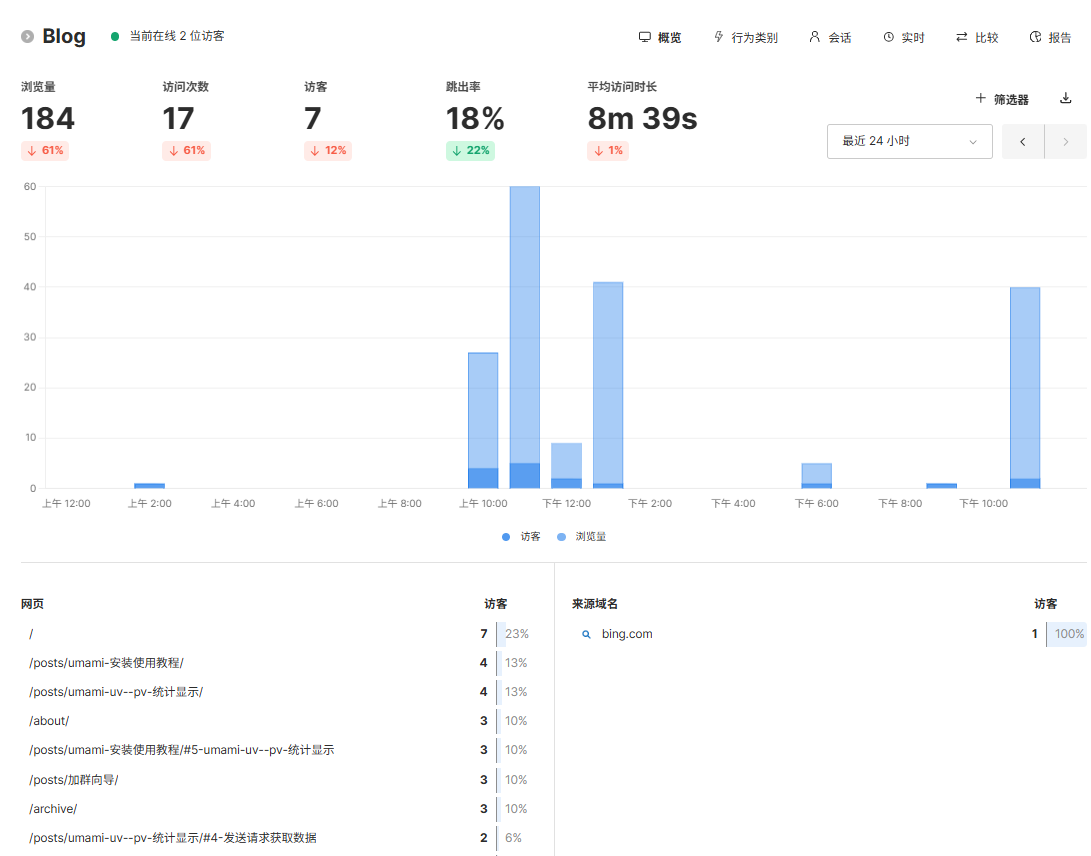 Blog 当前在线 2 位访客 概览 行为类别 会话 实时 比较 报告
浏览量 访问次数 访客 跳出率 平均访问时长
184 17 7 18% 8m 39s
筛选器
↓ 61% ↓ 61% ↓ 12% ↓ 22% ↓ 1%
最近 24 小时
60
50
40
30
20
10
0
上午 12:00 上午 2:00 上午 4:00 上午 6:00 上午 8:00 上午 10:00 下午 12:00 下午 2:00 下午 4:00 下午 6:00 下午 8:00 下午 10:00
访客 浏览量
网页 访客
/ 7 23%
/posts/umami-安装使用教程/ 4 13%
/posts/umami-uv--pv-统计显示/ 4 13%
/about/ 3 10%
/posts/umami-安装使用教程/#5-umami-uv--pv-统计显示 3 10%
/posts/加群向导/ 3 10%
/archive/ 3 10%
/posts/umami-uv--pv-统计显示/#4-发送请求获取数据 2 6%
来源域名 访客
bing.com 1 100%